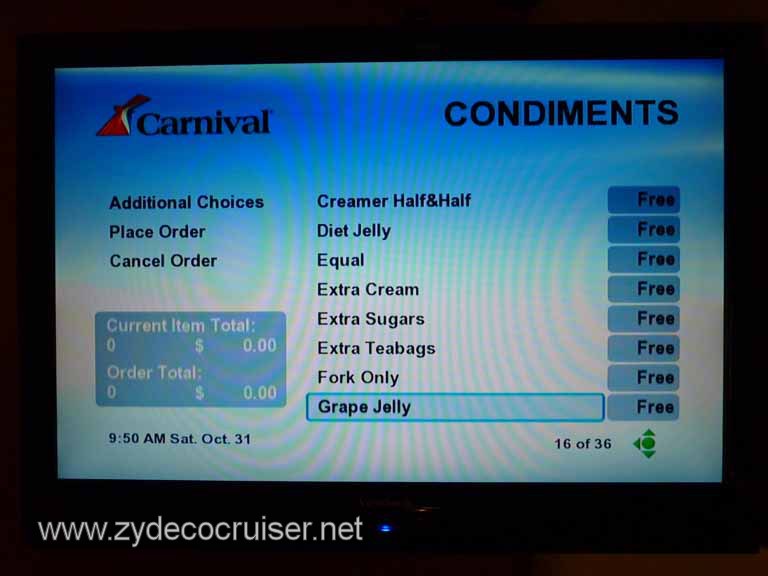 Carnival
CONDIMENTS
Additional Choices
Place Order
Cancel Order
Creamer Half&Half Free
Diet Jelly Free
Equal Free
Extra Cream Free
Extra Sugars Free
Extra Teabags Free
Fork Only Free
Grape Jelly Free
Current Item Total:
0 $ 0.00
Order Total:
0 $ 0.00
9:50 AM Sat. Oct. 31
16 of 36
www.zydecocruiser.net